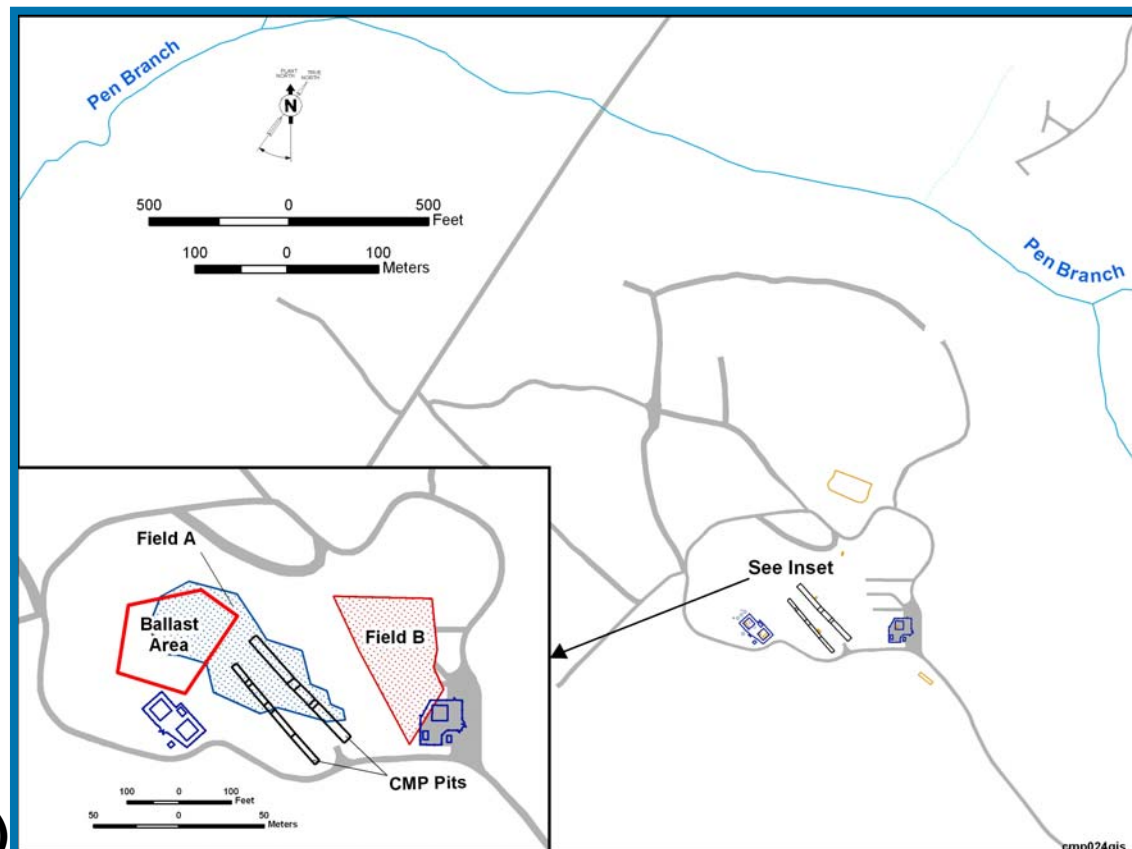 Pen Branch
PLANT
NORTH
TRUE
NORTH
N
500 0 500
Feet
100 0 100
Meters
Pen Branch
See Inset
Field A
Ballast
Area
Field B
CMP Pits
100 0 100
Feet
50 0 50
Meters
cmp024gis
)